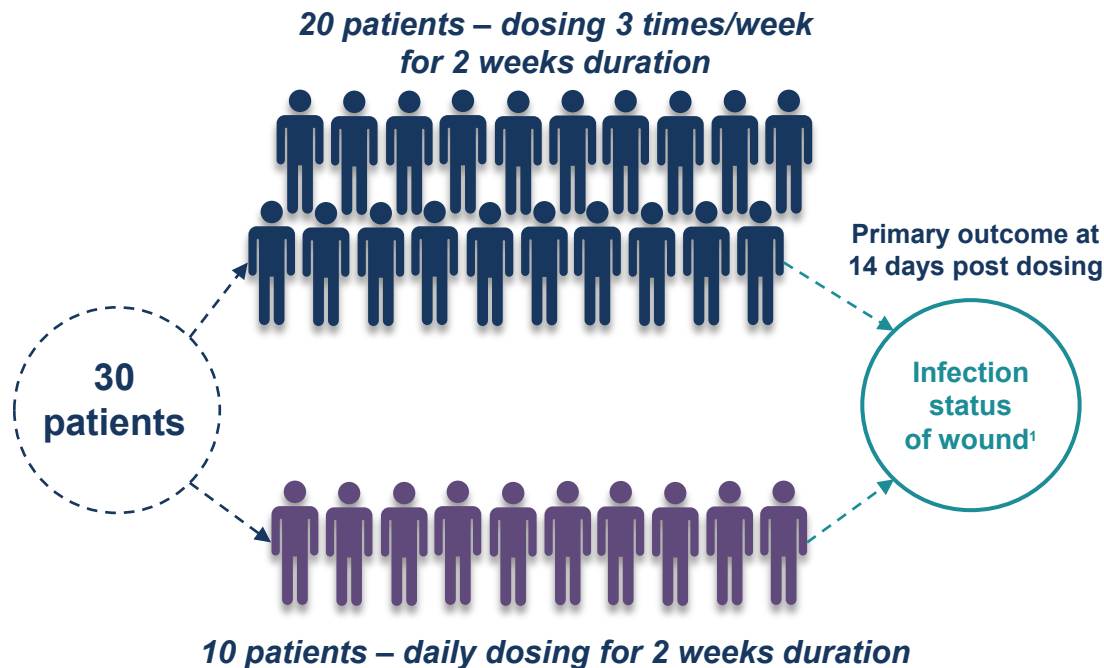 20 patients – dosing 3 times/week
for 2 weeks duration
Primary outcome at
14 days post dosing
30
patients
Infection
status
of wound¹
10 patients – daily dosing for 2 weeks duration